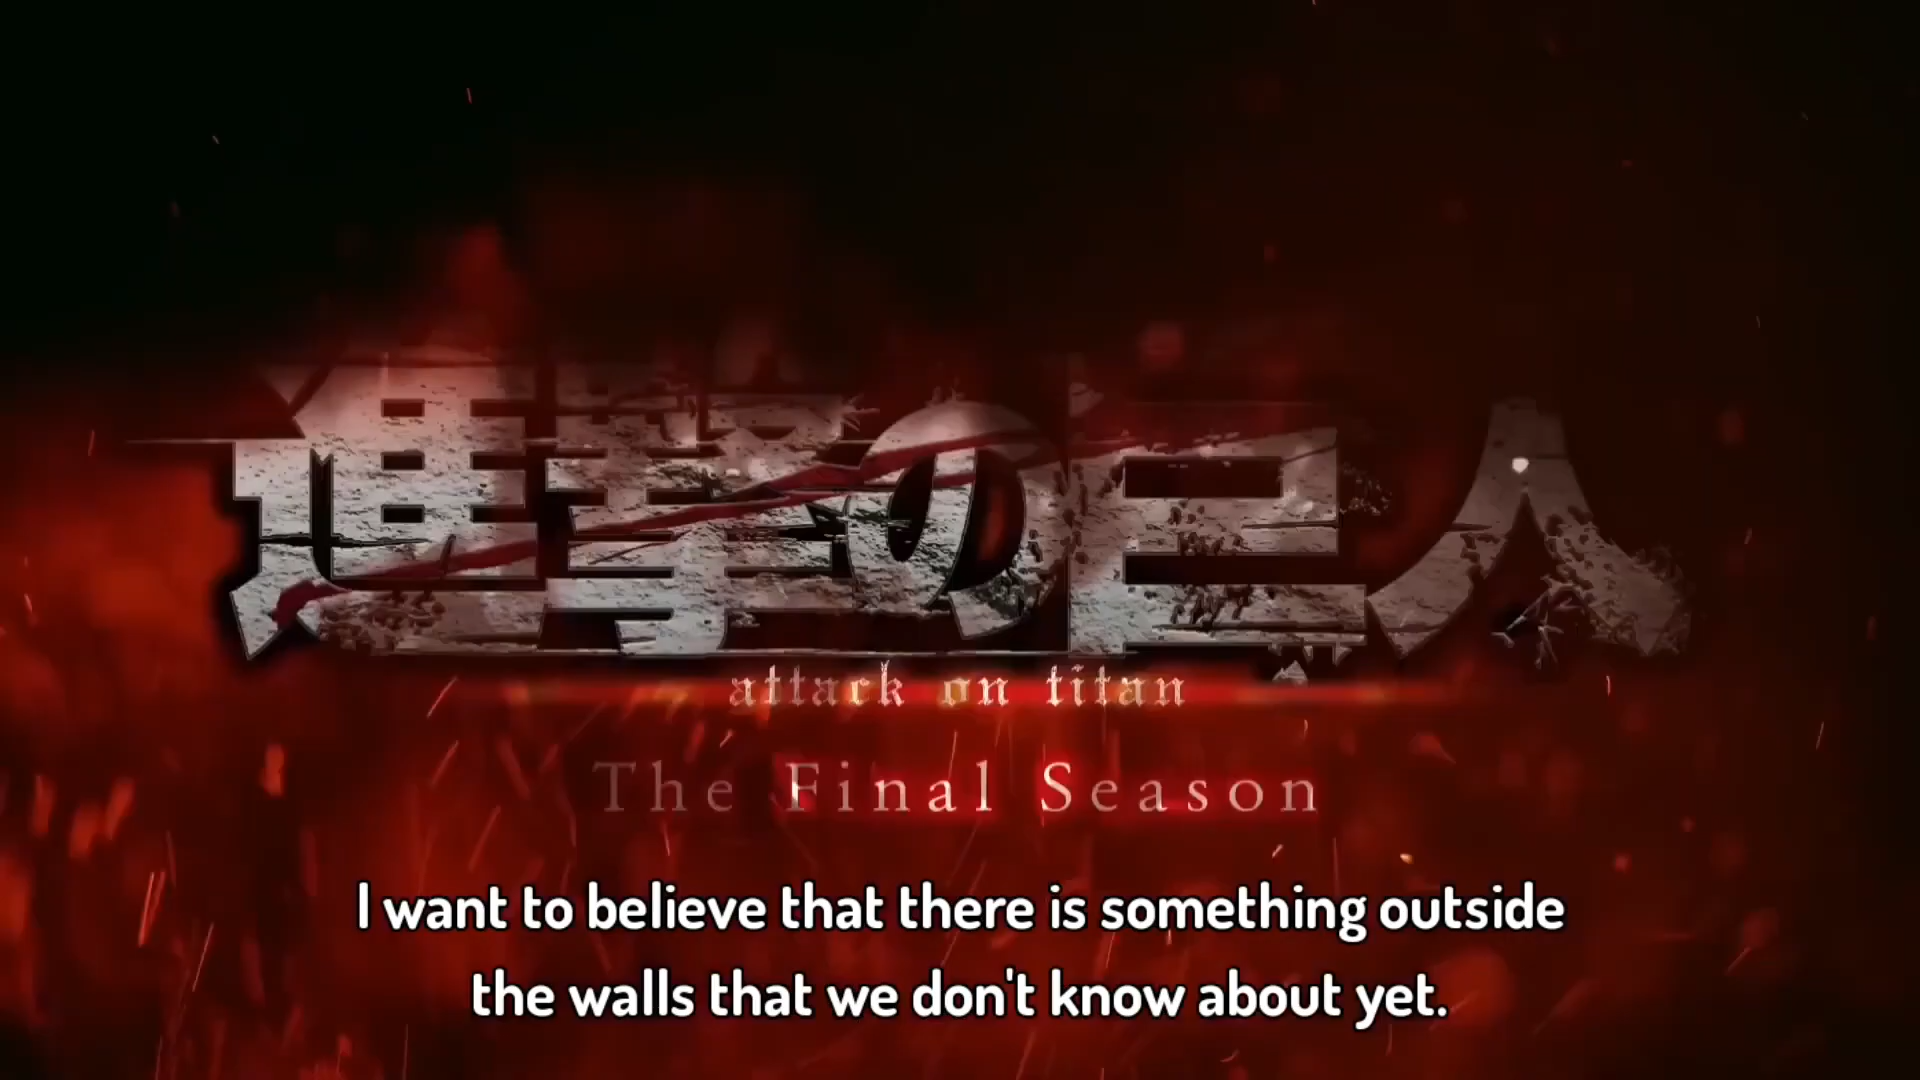 進撃の巨人
attack on titan
The Final Season
I want to believe that there is something outside
the walls that we don't know about yet.